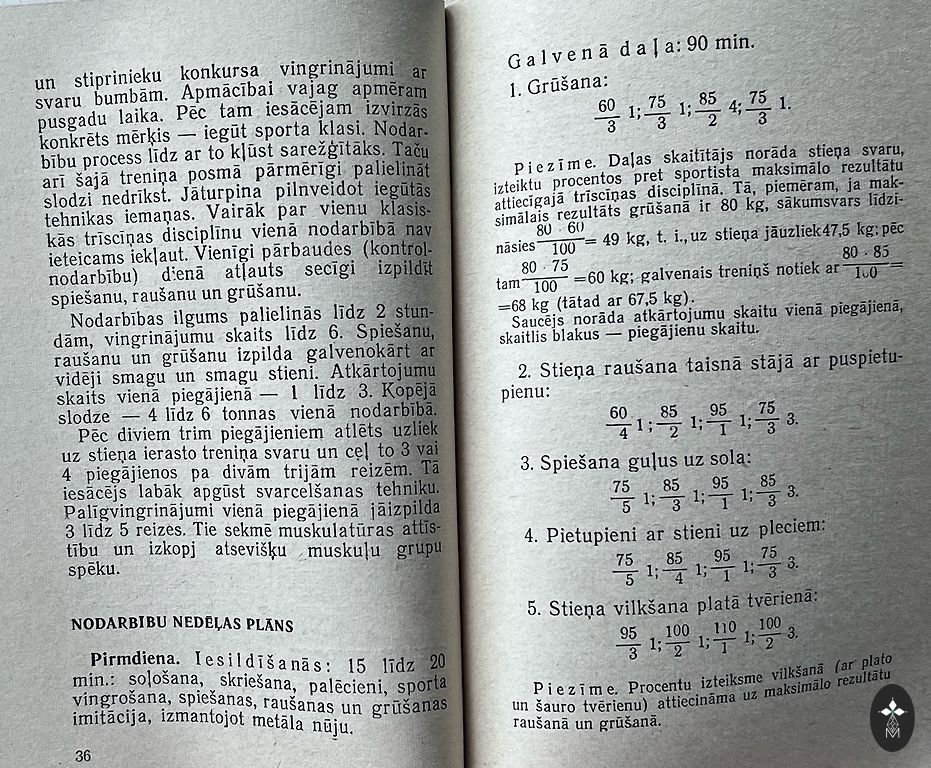 un stiprinieku konkursa vingrinājumi ar
svaru bumbām. Apmācībai vajag apmēram
pusgadu laika. Pēc tam iesācējam izvirzās
konkrēts mērķis — iegūt sporta klasi. Nodar-
bību process līdz ar to kļūst sarežģītāks. Taču
arī šajā treniņa posmā pārmērīgi palielināt
slodzi nedrīkst. Jāturpina pilnveidot iegūtās
tehnikas iemaņas. Vairāk par vienu klasis-
kās trīscīņas disciplīnu vienā nodarbībā nav
ieteicams iekļaut. Vienīgi pārbaudes (kontrol-
nodarbību) dienā atļauts secīgi izpildīt
spiešanu, raušanu un grūšanu.
Nodarbības ilgums palielinās līdz 2 stun-
dām, vingrinājumu skaits līdz 6. Spiešanu,
raušanu un grūšanu izpilda galvenokārt ar
vidēji smagu un smagu stieni. Atkārtojumu
skaits vienā piegājienā — 1 līdz 3. Kopējā
slodze — 4 līdz 6 tonnas vienā nodarbībā.
Pēc diviem trim piegājieniem atlēts uzliek
uz stieņa ierasto treniņa svaru un ceļ to 3 vai
4 piegājienos pa divām trijām reizēm. Tā
iesācējs labāk apgūst svarcelšanas tehniku.
Palīgvingrinājumi vienā piegājienā jāizpilda
3 līdz 5 reizes. Tie sekmē muskulatūras attīs-
tību un izkopj atsevišķu muskuļu grupu
spēku.
NODARBĪBU NEDĒĻAS PLĀNS
Pirmdiena. Iesildīšanās: 15 līdz 20
min.: soļošana, skriešana, palēcieni, sporta
vingrošana, spiešanas, raušanas un grūšanas
imitācija, izmantojot metāla nūju.
36
Galvenā daļa: 90 min.
1. Grūšana:
60/3 1; 75/3 1; 85/2 4; 75/3 1.
Piezīme. Daļas skaitītājs norāda stieņa svaru,
izteiktu procentos pret sportista maksimālo rezultātu
attiecīgajā trīscīņas disciplīnā. Tā, piemēram, ja mak-
simālais rezultāts grūšanā ir 80 kg, sākumsvars līdzi-
nāsies 80 · 60/100 = 49 kg, t. i., uz stieņa jāuzliek 47,5 kg; pēc
tam 80 · 75/100 = 60 kg; galvenais treniņš notiek ar 80 · 85/100 =
=68 kg (tātad ar 67,5 kg).
Saucējs norāda atkārtojumu skaitu vienā piegājienā,
skaitlis blakus — piegājienu skaitu.
2. Stieņa raušana taisnā stājā ar puspietu-
pienu:
60/4 1; 85/2 1; 95/1 1; 75/3 3.
3. Spiešana guļus uz sola:
75/5 1; 85/3 1; 95/1 1; 85/3 3.
4. Pietupieni ar stieni uz pleciem:
75/5 1; 85/4 1; 95/1 1; 75/3 3.
5. Stieņa vilkšana platā tvērienā:
95/3 1; 100/2 1; 110/1 1; 100/2 3.
Piezīme. Procentu izteiksme vilkšanā (ar plato
un šauro tvērienu) attiecināma uz maksimālo rezultātu
raušanā un grūšanā.
M